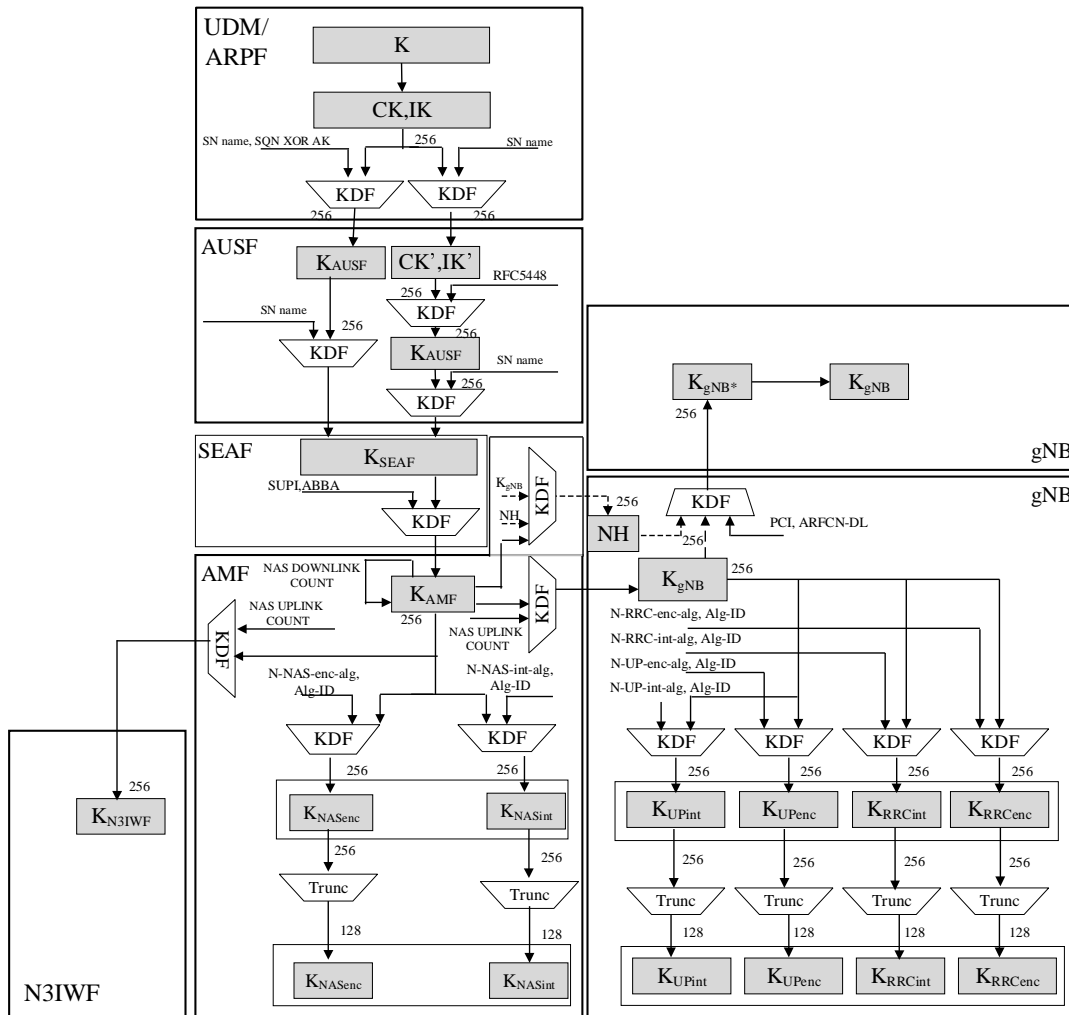 UDM/
ARPF
K
CK,IK
256
SN name, SQN XOR AK
SN name
KDF
KDF
256
256
AUSF
KAUSF
CK’,IK’
RFC5448
256
KDF
SN name
256
256
KDF
KAUSF
SN name
256
KDF
SEAF
KSEAF
SUPI,ABBA
KDF
KgNB
NH
KDF
256
NH
KgNB*
KgNB
256
gNB
gNB
KDF
PCI, ARFCN-DL
256
KgNB
256
AMF
NAS DOWNLINK
COUNT
KAMF
256
KDF
NAS UPLINK
COUNT
NAS UPLINK
COUNT
KDF
N-NAS-enc-alg,
Alg-ID
N-NAS-int-alg,
Alg-ID
KDF
KDF
256
256
KNASenc
KNASint
256
256
Trunc
Trunc
128
128
KNASenc
KNASint
N-RRC-enc-alg, Alg-ID
N-RRC-int-alg, Alg-ID
N-UP-enc-alg, Alg-ID
N-UP-int-alg, Alg-ID
KDF
KDF
KDF
KDF
256
256
256
256
KUPint
KUPenc
KRRCint
KRRCenc
256
256
256
256
Trunc
Trunc
Trunc
Trunc
128
128
128
128
KUPint
KUPenc
KRRCint
KRRCenc
256
KN3IWF
N3IWF